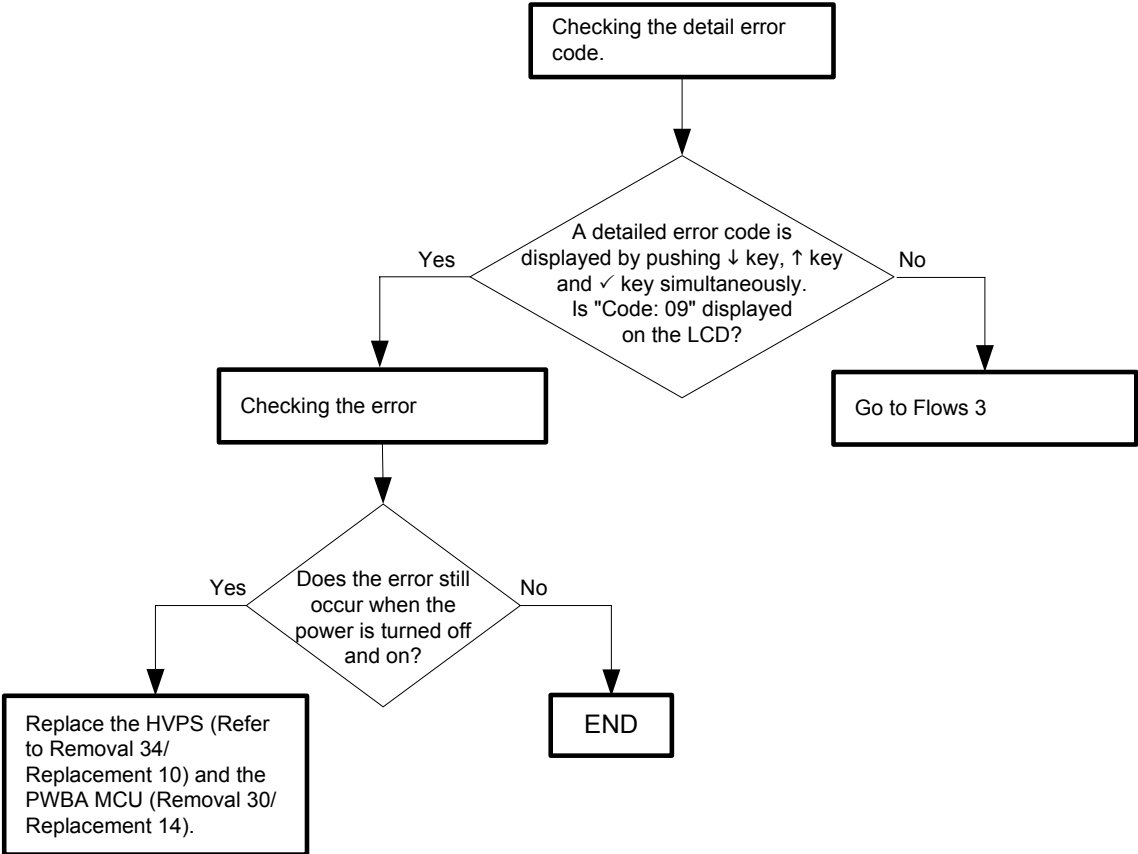 Checking the detail error
code.
A detailed error code is
displayed by pushing ↓ key, ↑ key
and ✓ key simultaneously.
Is "Code: 09" displayed
on the LCD?
Yes
No
Checking the error
Go to Flows 3
Does the error still
occur when the
power is turned off
and on?
Yes
No
Replace the HVPS (Refer
to Removal 34/
Replacement 10) and the
PWBA MCU (Removal 30/
Replacement 14).
END